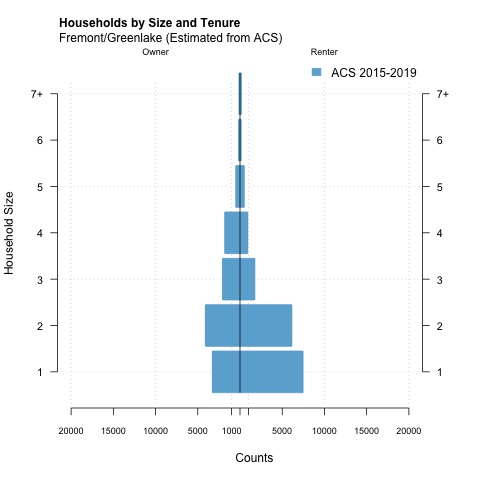 Households by Size and Tenure
Fremont/Greenlake (Estimated from ACS)
Owner Renter
ACS 2015-2019
7+ 7+
6 6
5 5
4 4
3 3
2 2
1 1
Household Size
20000 15000 10000 5000 1000 5000 10000 15000 20000
Counts